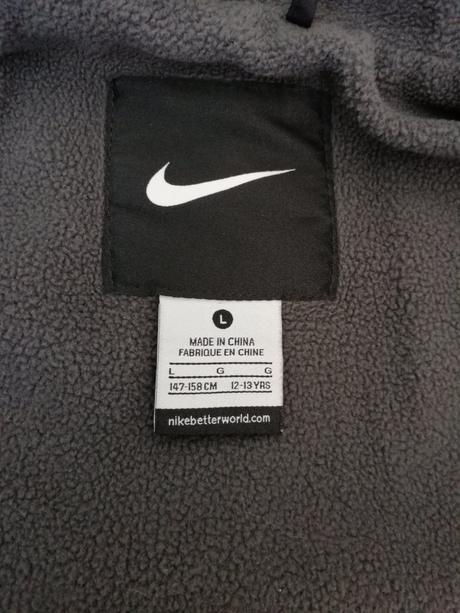 L
MADE IN CHINA
FABRIQUE EN CHINE
L G G
147-158 CM 12-13 YRS
nikebetterworld.com